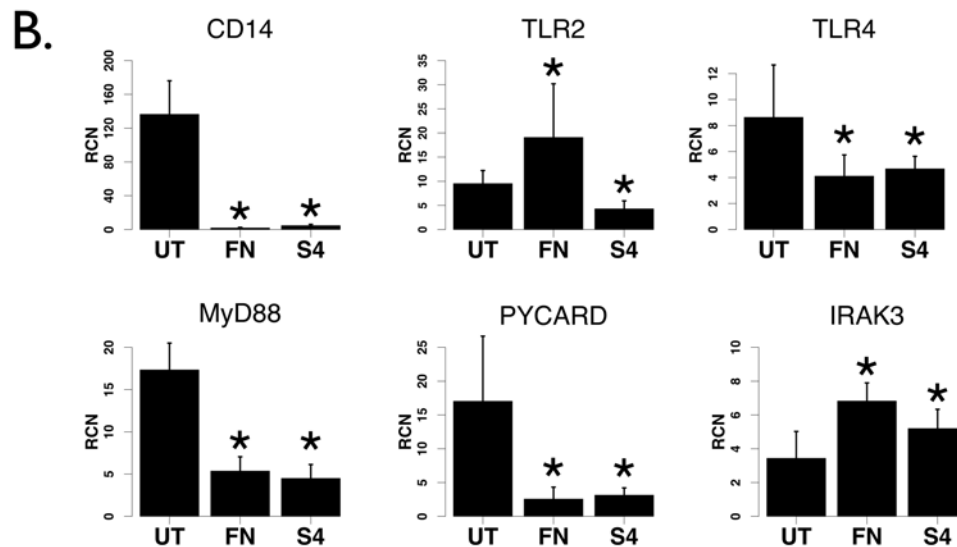 B.
CD14
RCN
0 40 80 120 160 200
* *
UT FN S4
TLR2
RCN
0 5 10 15 20 25 30 35
* *
UT FN S4
TLR4
RCN
0 2 4 6 8 10 12
* *
UT FN S4
MyD88
RCN
0 5 10 15 20 25
* *
UT FN S4
PYCARD
RCN
0 5 10 15 20 25
* *
UT FN S4
IRAK3
RCN
0 2 4 6 8 10
* *
UT FN S4